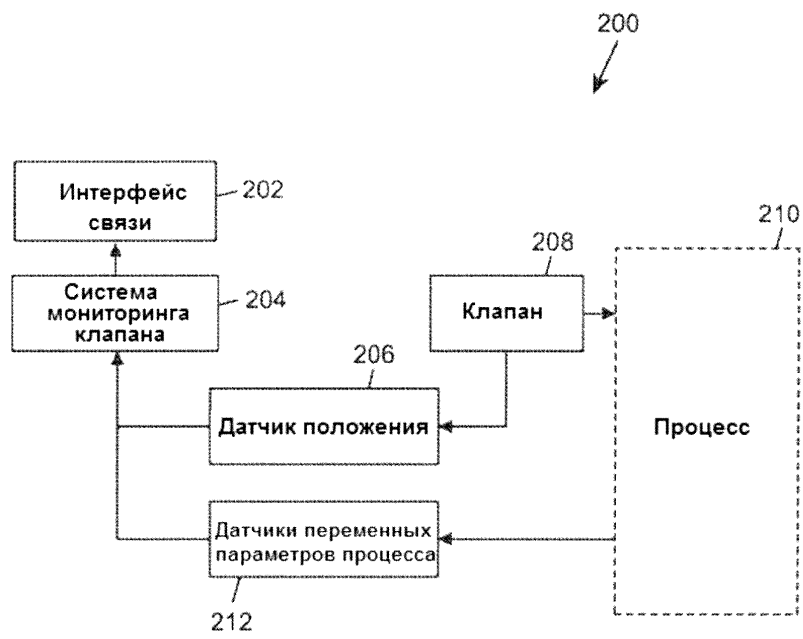 200
Интерфейс
связи
202
210
208
Система
мониторинга
клапана
204
Клапан
206
Датчик положения
Процесс
Датчики переменных
параметров процесса
212